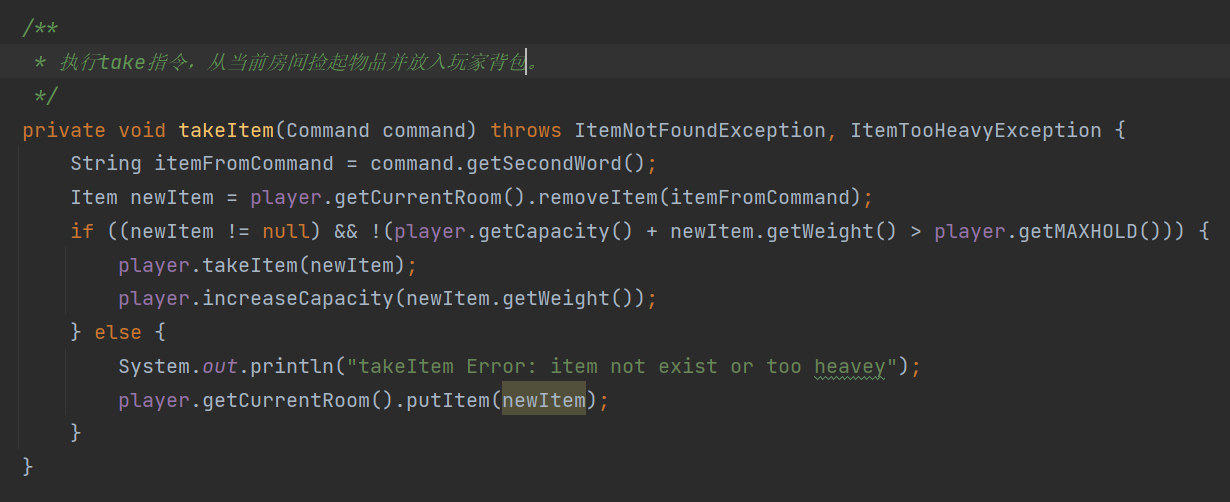 /**
* 执行take指令，从当前房间捡起物品并放入玩家背包。
*/
private void takeItem(Command command) throws ItemNotFoundException, ItemTooHeavyException {
String itemFromCommand = command.getSecondWord();
Item newItem = player.getCurrentRoom().removeItem(itemFromCommand);
if ((newItem != null) && !(player.getCapacity() + newItem.getWeight() > player.getMAXHOLD())) {
player.takeItem(newItem);
player.increaseCapacity(newItem.getWeight());
} else {
System.out.println("takeItem Error: item not exist or too heavey");
player.getCurrentRoom().putItem(newItem);
}
}